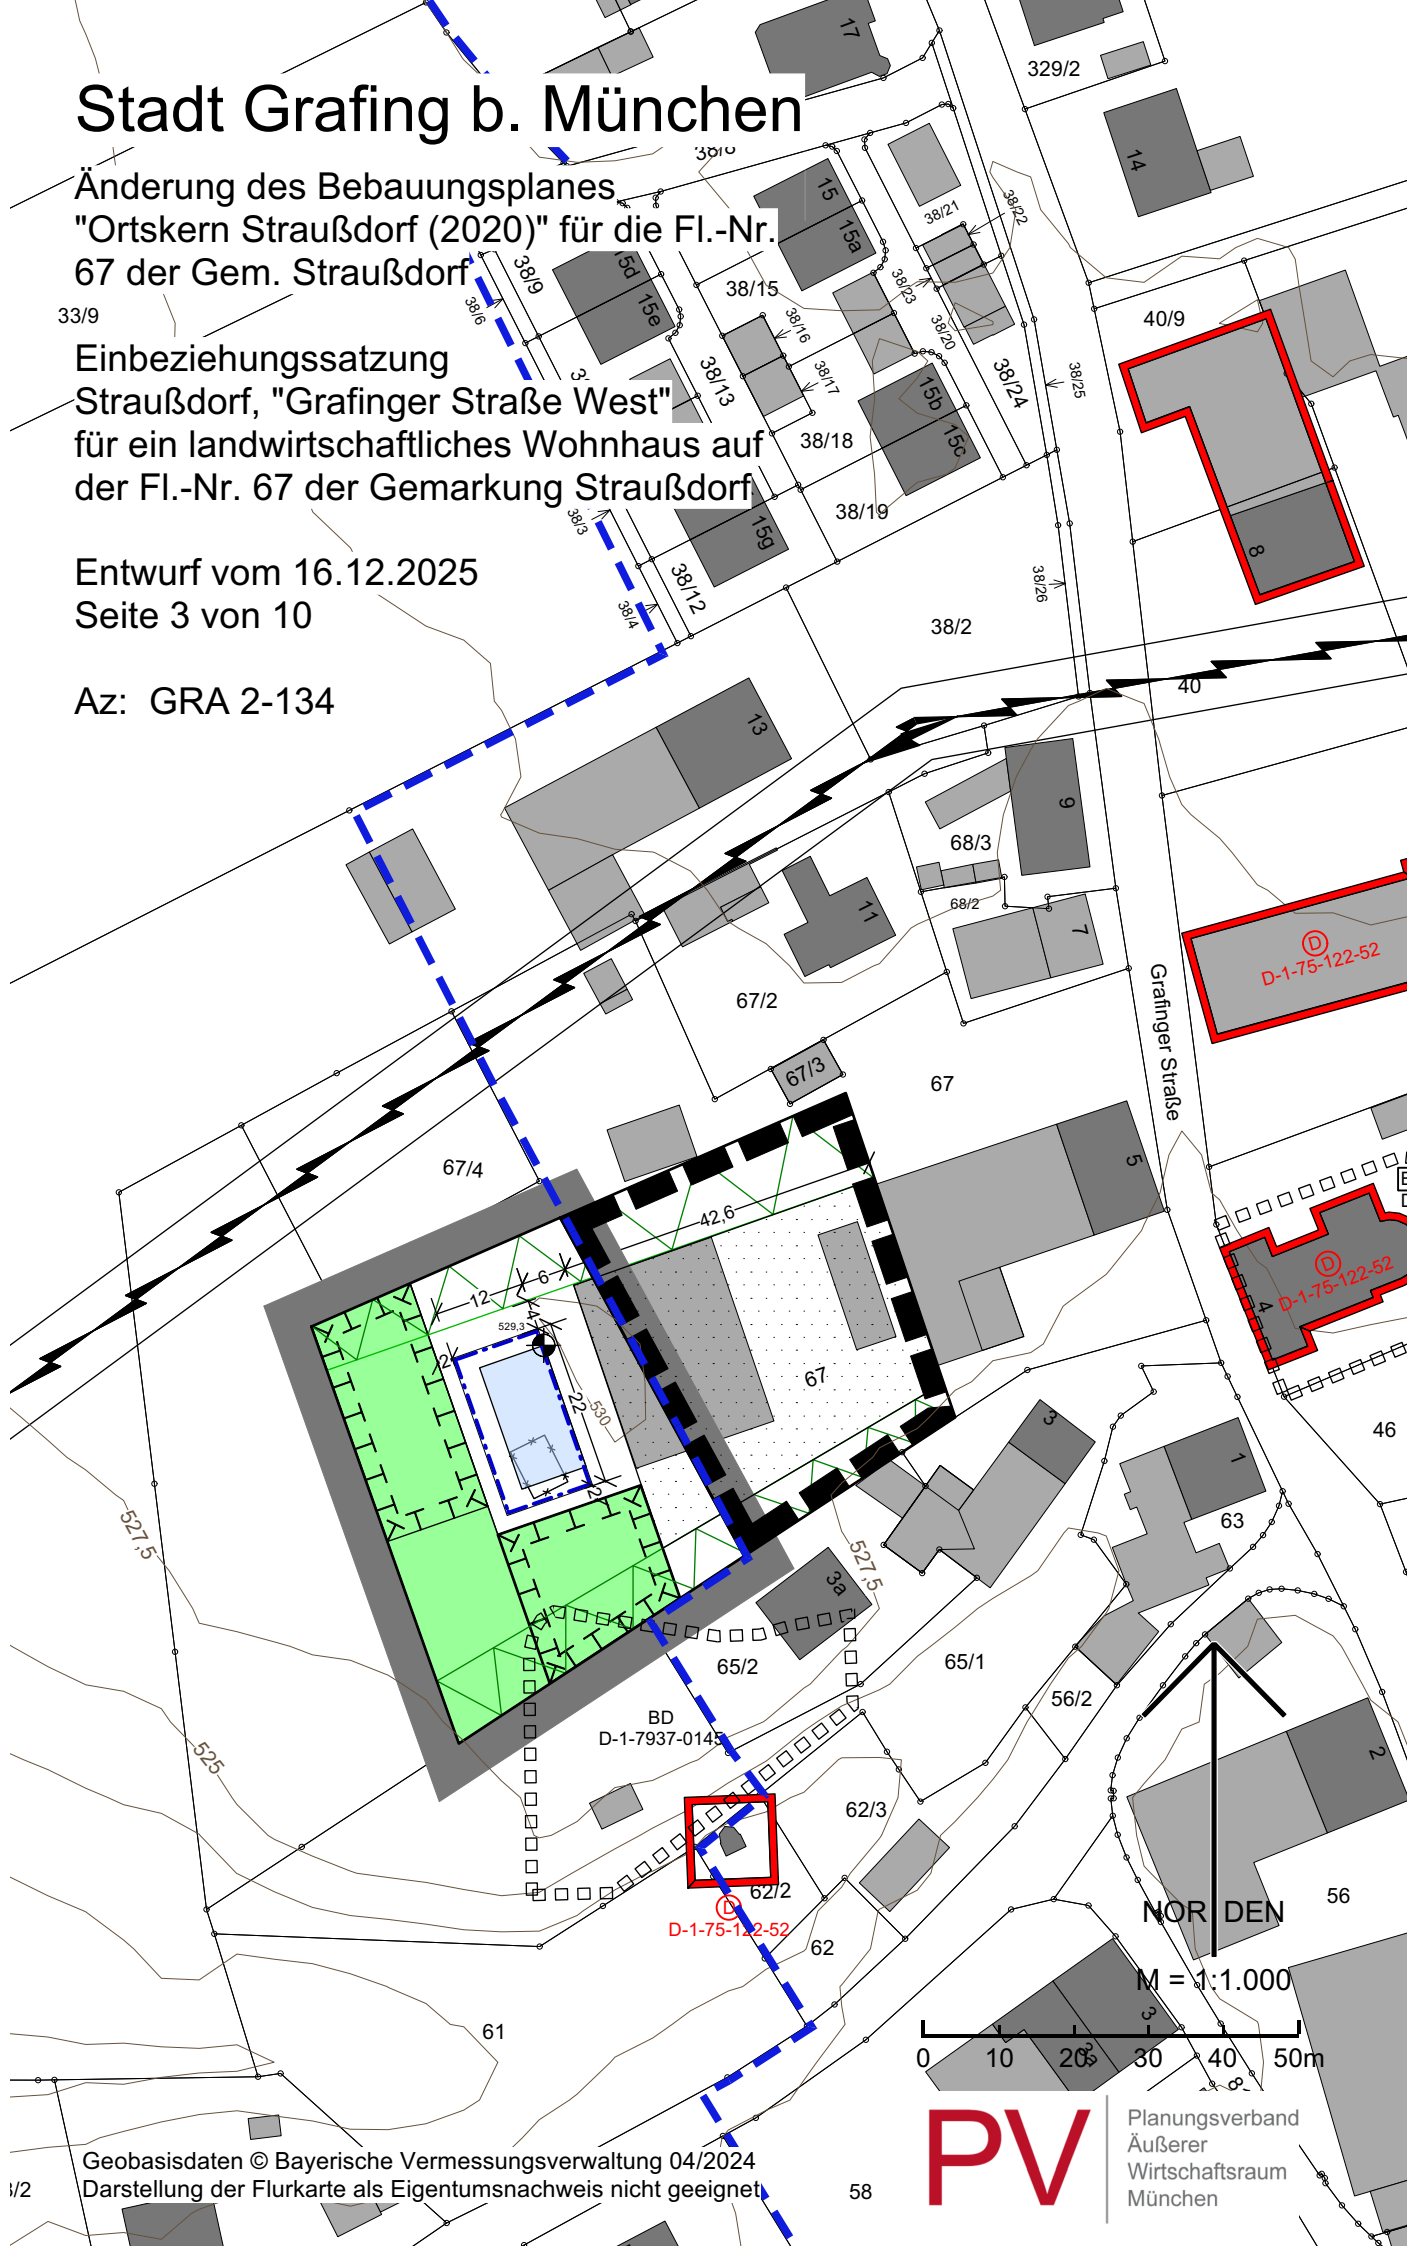 Stadt Grafing b. München
Änderung des Bebauungsplanes
"Ortskern Straußdorf (2020)" für die Fl.-Nr.
67 der Gem. Straußdorf
Einbeziehungssatzung
Straußdorf, "Grafinger Straße West"
für ein landwirtschaftliches Wohnhaus auf
der Fl.-Nr. 67 der Gemarkung Straußdorf
Entwurf vom 16.12.2025
Seite 3 von 10
Az: GRA 2-134
17
329/2
14
15
15a
38/21
38/22
38/9
15d
15e
38/15
38/23
38/6
38/16
38/20
33/9
40/9
38/13
38/17
38/24
38/25
15b
15c
38/18
38/19
8
38/3
15g
38/12
38/4
38/26
38/2
40
13
9
68/3
68/2
11
7
D
D-1-75-122-52
67/2
Grafinger Straße
67/3
67
5
67/4
42,6
6
12
4
529,3
2
22
530
2
67
D
D-1-75-122-52
4
3
46
1
63
527,5
527,5
3a
65/2
65/1
56/2
BD
D-1-7937-0145
525
2
62/3
62/2
D
D-1-75-122-52
62
56
NORDEN
M = 1:1.000
61
3
3a
0 10 20 30 40 50m
8
58
PV
Planungsverband
Äußerer
Wirtschaftsraum
München
Geobasisdaten © Bayerische Vermessungsverwaltung 04/2024
Darstellung der Flurkarte als Eigentumsnachweis nicht geeignet